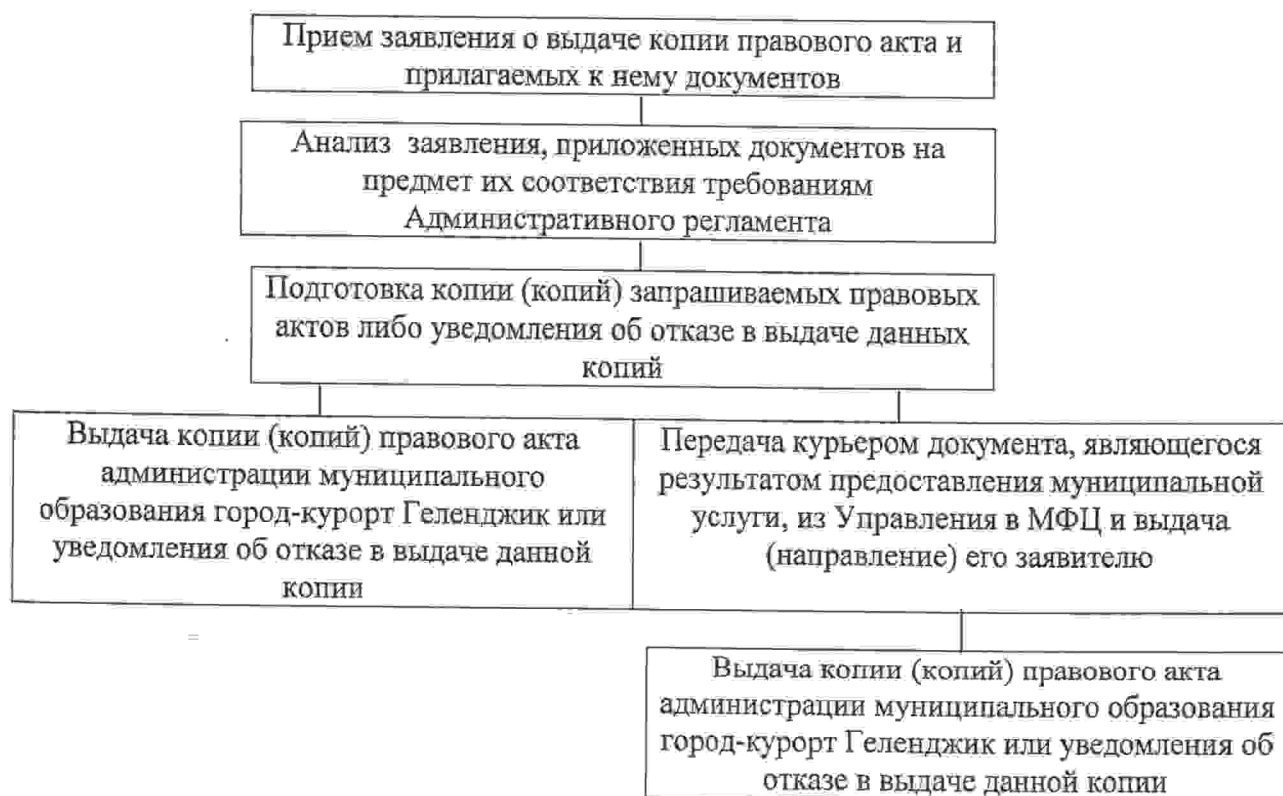 Прием заявления о выдаче копии правового акта и
прилагаемых к нему документов
Анализ заявления, приложенных документов на
предмет их соответствия требованиям
Административного регламента
Подготовка копии (копий) запрашиваемых правовых
актов либо уведомления об отказе в выдаче данных
копий
Выдача копии (копий) правового акта
администрации муниципального
образования город-курорт Геленджик или
уведомления об отказе в выдаче данной
копии
Передача курьером документа, являющегося
результатом предоставления муниципальной
услуги, из Управления в МФЦ и выдача
(направление) его заявителю
Выдача копии (копий) правового акта
администрации муниципального образования
город-курорт Геленджик или уведомления об
отказе в выдаче данной копии